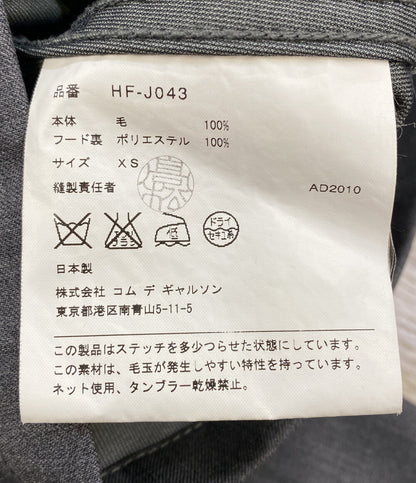 品番 HF-J043
本体 毛 100%
フード裏 ポリエステル 100%
サイズ XS
縫製責任者 AD2010
低 ドライ セキユ系
日本製
株式会社 コム デ ギャルソン
東京都港区南青山5-11-5
この製品はステッチを多少つらせた状態にしています。
この素材は、毛玉が発生しやすい特性を持っています。
ネット使用、タンブラー乾燥禁止。